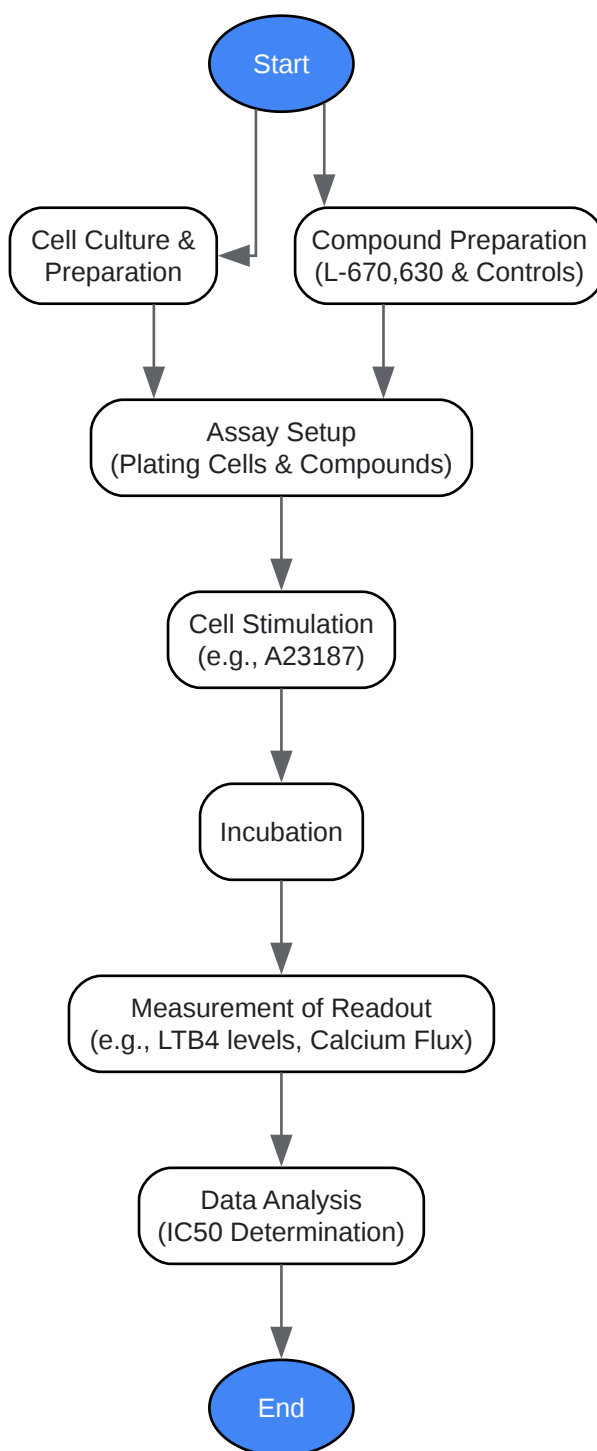 Start
Cell Culture &
Preparation
Compound Preparation
(L-670,630 & Controls)
Assay Setup
(Plating Cells & Compounds)
Cell Stimulation
(e.g., A23187)
Incubation
Measurement of Readout
(e.g., LTB4 levels, Calcium Flux)
Data Analysis
(IC50 Determination)
End